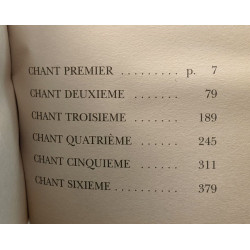 CHANT PREMIER ......... p. 7
CHANT DEUXIEME ........ 79
CHANT TROISIEME ....... 189
CHANT QUATRIÈME ....... 245
CHANT CINQUIEME ....... 311
CHANT SIXIEME ......... 379